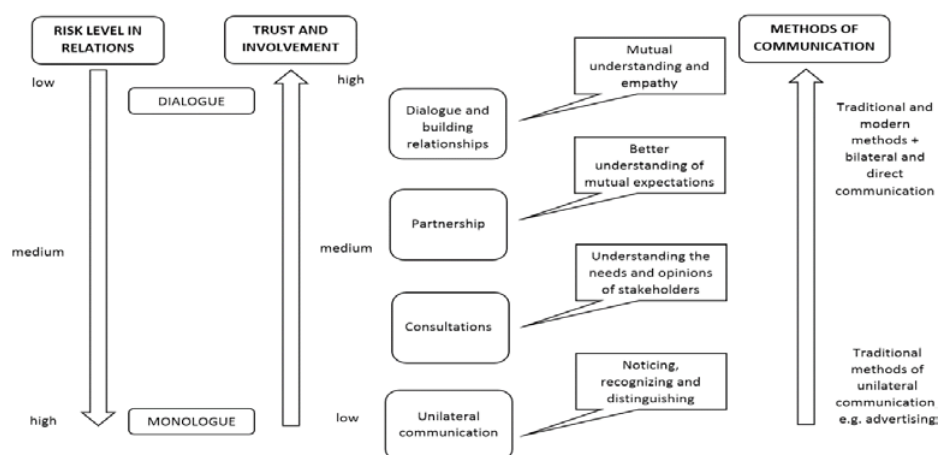 RISK LEVEL IN
RELATIONS
TRUST AND
INVOLVEMENT
METHODS OF
COMMUNICATION
low
DIALOGUE
high
Dialogue and
building
relationships
Mutual
understanding and
empathy
Traditional and
modern
methods +
bilateral and
direct
communication
medium
medium
Partnership
Better
understanding of
mutual expectations
Consultations
Understanding the
needs and opinions
of stakeholders
high
MONOLOGUE
low
Unilateral
communication
Noticing,
recognizing and
distinguishing
Traditional
methods of
unilateral
communication
e.g. advertising;